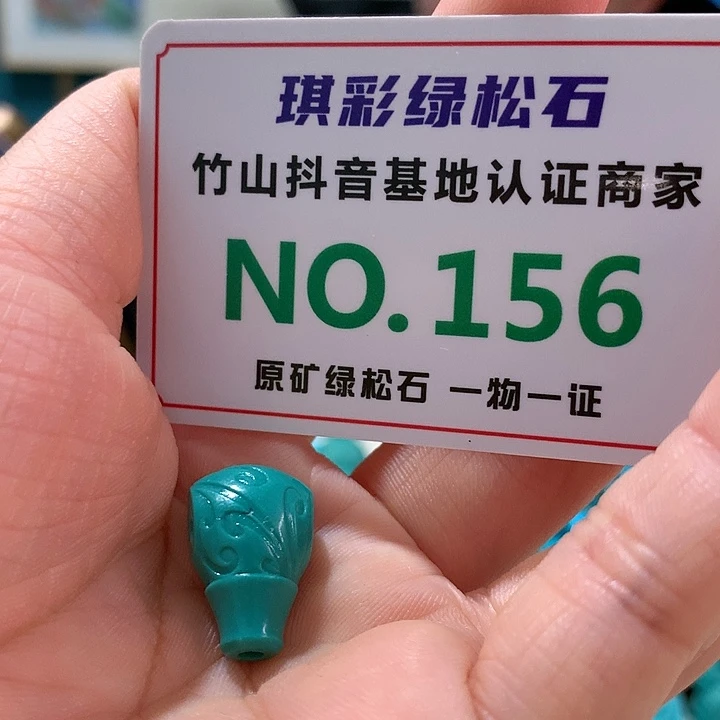 琪彩绿松石
竹山抖音基地认证商家
NO.156
原矿绿松石 一物一证